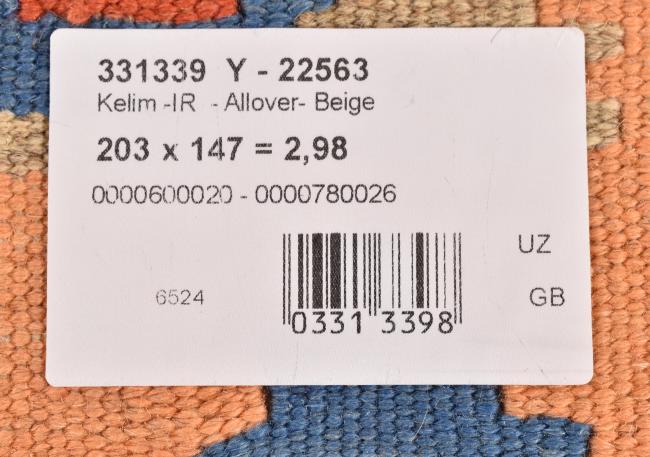 331339 Y - 22563
Kelim -IR - Allover- Beige
203 x 147 = 2,98
0000600020 - 0000780026
UZ
6524
GB
0331 3398